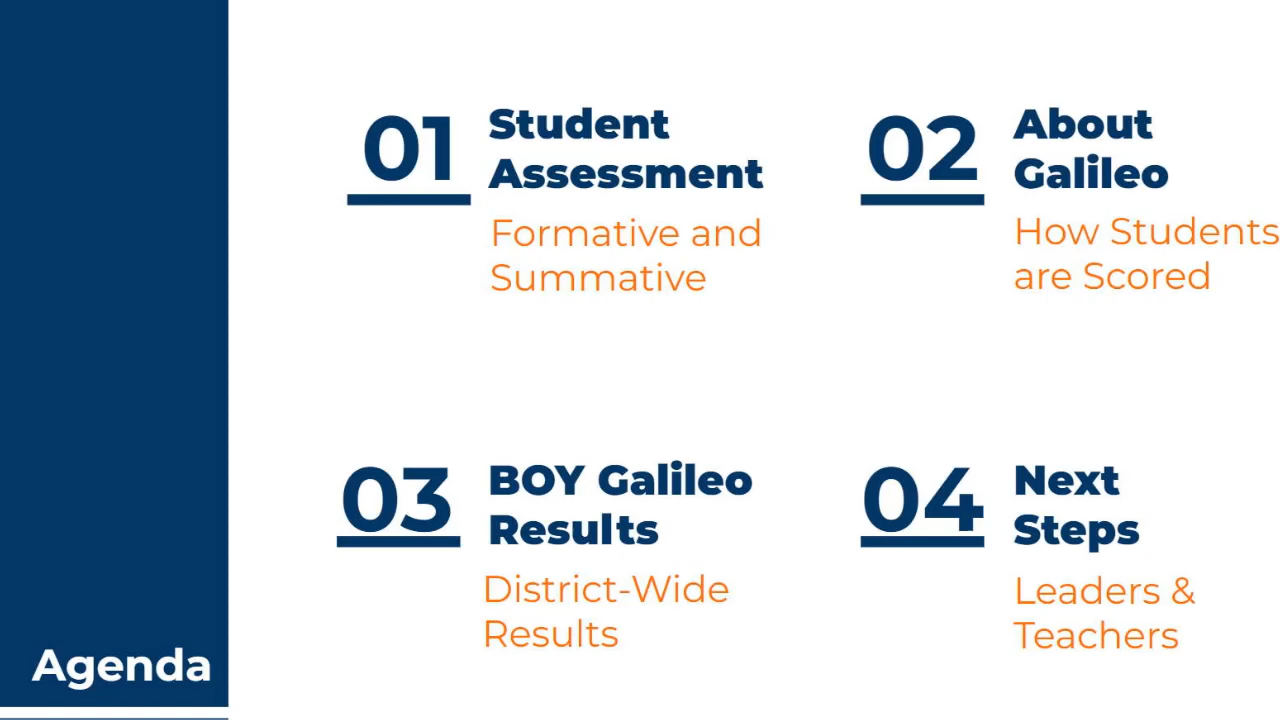 01
Student
Assessment
Formative and
Summative
02
About
Galileo
How Students
are Scored
03
BOY Galileo
Results
District-Wide
Results
04
Next
Steps
Leaders &
Teachers
Agenda